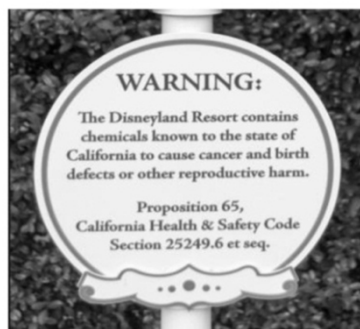 WARNING:
The Disneyland Resort contains
chemicals known to the state of
California to cause cancer and birth
defects or other reproductive harm.
Proposition 65,
California Health & Safety Code
Section 25249.6 et seq.